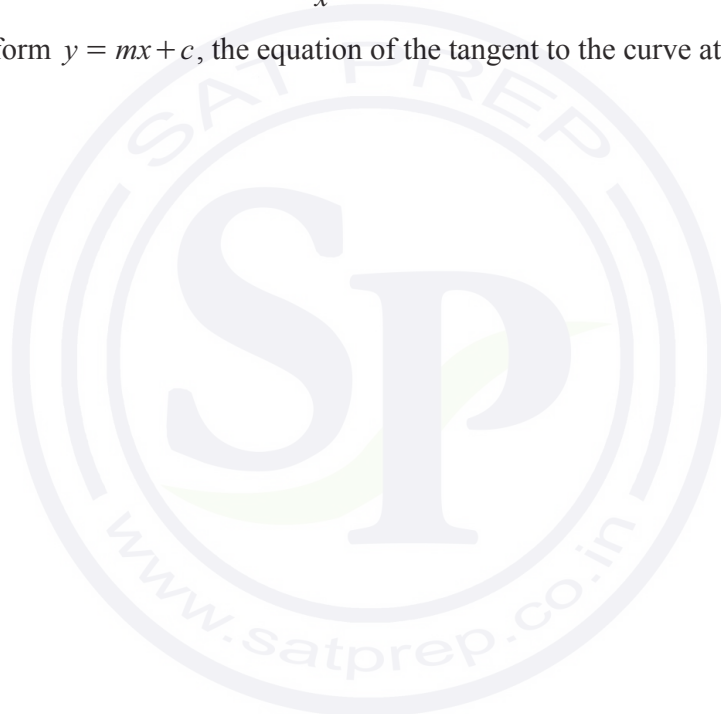 x
form y = mx + c, the equation of the tangent to the curve at
SAT PREP
SP
www.satprep.co.in